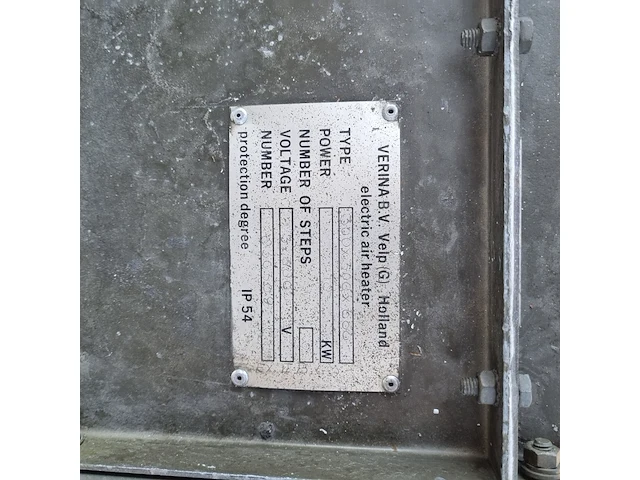 VERINA B.V. Velp (G) Holland
electric air heater
TYPE
POWER KW
NUMBER OF STEPS
VOLTAGE V
NUMBER
protection degree IP 54